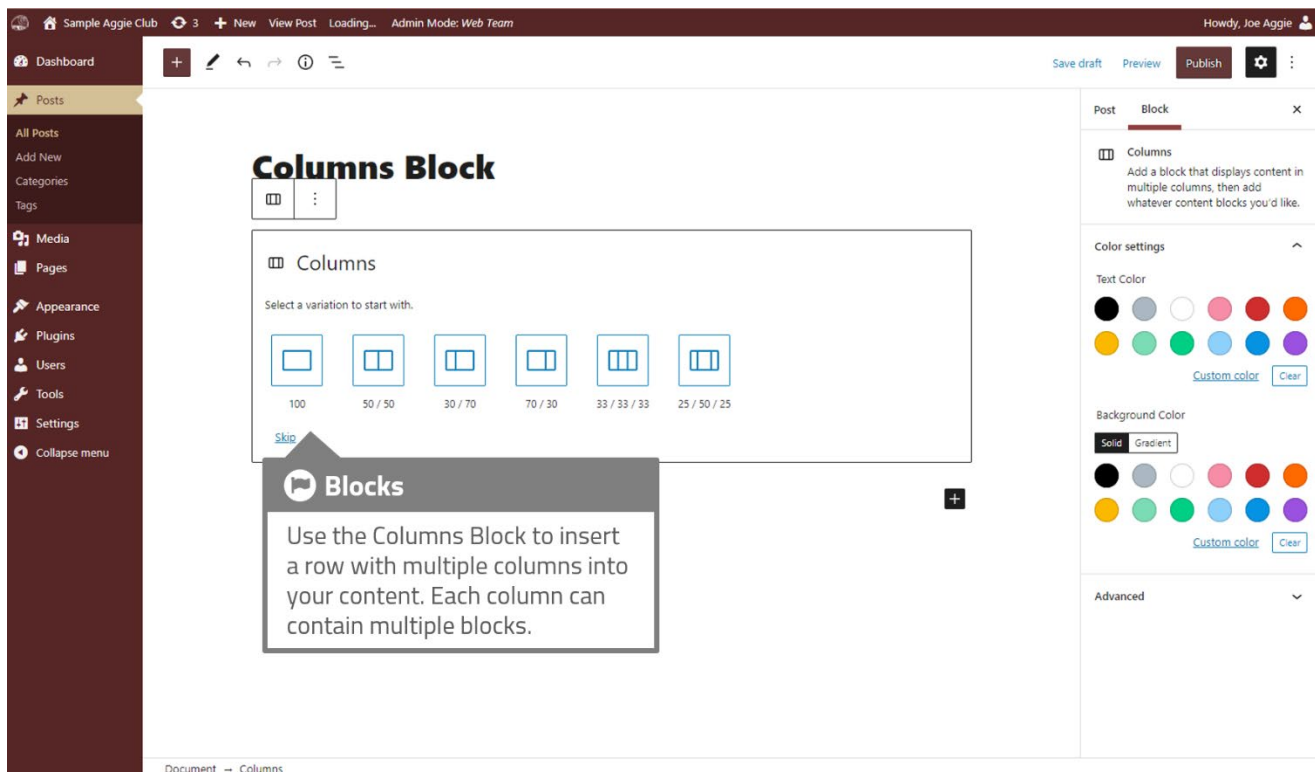 Sample Aggie Club 3 New View Post Loading... Admin Mode: Web Team Howdy, Joe Aggie
Dashboard
Posts
All Posts
Add New
Categories
Tags
Media
Pages
Appearance
Plugins
Users
Tools
Settings
Collapse menu
Save draft Preview Publish
Columns Block
Columns
Select a variation to start with.
100 50 / 50 30 / 70 70 / 30 33 / 33 / 33 25 / 50 / 25
Skip
Blocks
Use the Columns Block to insert
a row with multiple columns into
your content. Each column can
contain multiple blocks.
Post Block
Columns
Add a block that displays content in
multiple columns, then add
whatever content blocks you'd like.
Color settings
Text Color
Custom color Clear
Background Color
Solid Gradient
Custom color Clear
Advanced
Document → Columns